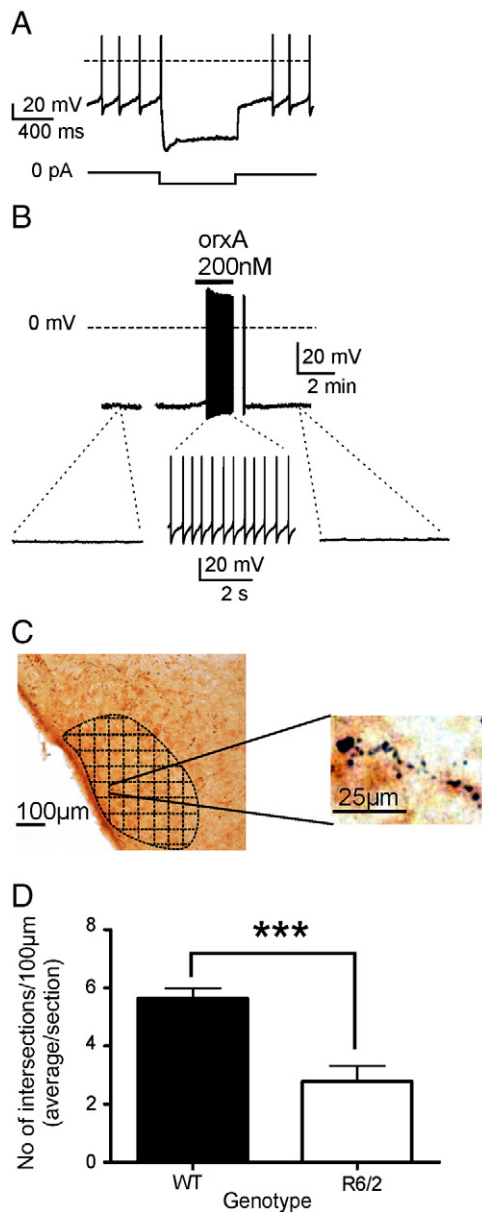 A
20 mV
400 ms
0 pA
B
orxA
200nM
0 mV
20 mV
2 min
20 mV
2 s
C
100µm
25µm
D
No of intersections/100µm
(average/section)
8
6
4
2
0
***
WT
R6/2
Genotype